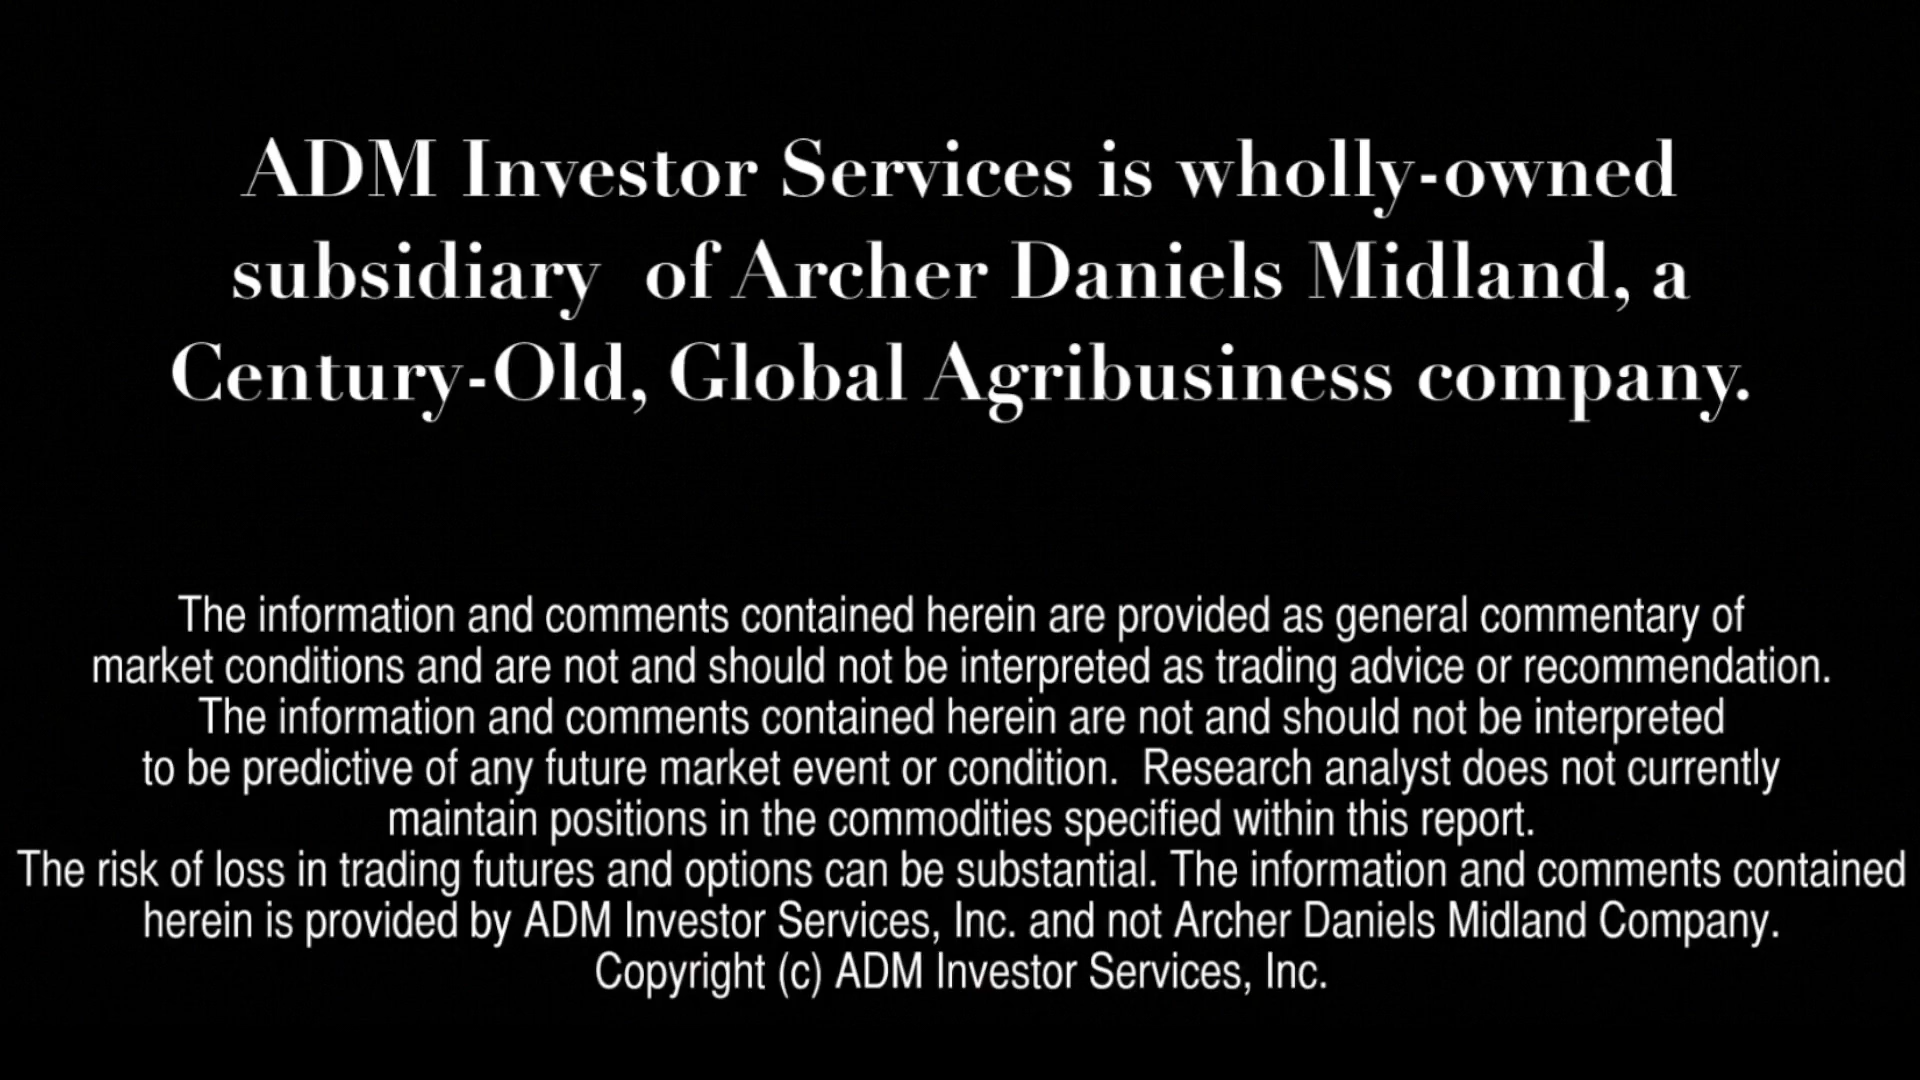 ADM Investor Services is wholly-owned
subsidiary of Archer Daniels Midland, a
Century-Old, Global Agribusiness company.
The information and comments contained herein are provided as general commentary of
market conditions and are not and should not be interpreted as trading advice or recommendation.
The information and comments contained herein are not and should not be interpreted
to be predictive of any future market event or condition. Research analyst does not currently
maintain positions in the commodities specified within this report.
The risk of loss in trading futures and options can be substantial. The information and comments contained
herein is provided by ADM Investor Services, Inc. and not Archer Daniels Midland Company.
Copyright (c) ADM Investor Services, Inc.